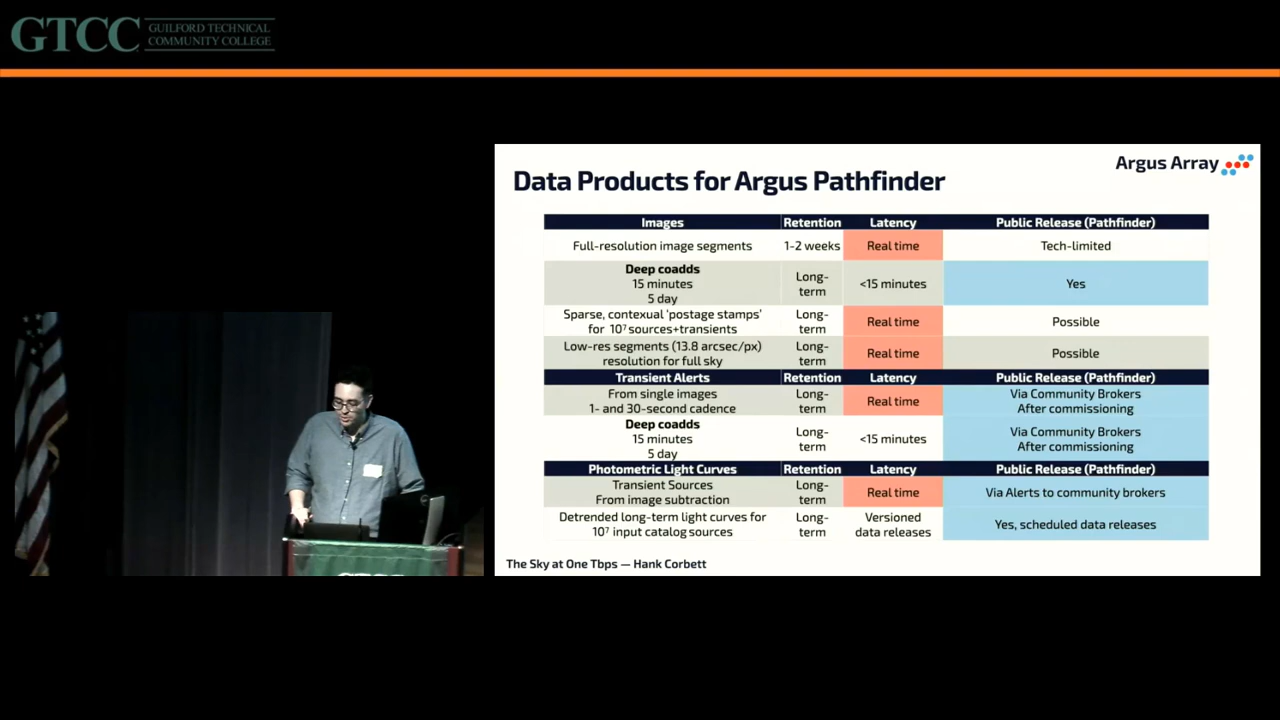 GTCC
GUILFORD TECHNICAL
COMMUNITY COLLEGE
Argus Array
Data Products for Argus Pathfinder
Images Retention Latency Public Release (Pathfinder)
Full-resolution image segments 1-2 weeks Real time Tech-limited
Deep coadds
15 minutes
5 day
Long-
term
<15 minutes
Yes
Sparse, contexual ‘postage stamps’
for 10⁷ sources+transients
Long-
term
Real time
Possible
Low-res segments (13.8 arcsec/px)
resolution for full sky
Long-
term
Real time
Possible
Transient Alerts Retention Latency Public Release (Pathfinder)
From single images
1- and 30-second cadence
Long-
term
Real time
Via Community Brokers
After commissioning
Deep coadds
15 minutes
5 day
Long-
term
<15 minutes
Via Community Brokers
After commissioning
Photometric Light Curves Retention Latency Public Release (Pathfinder)
Transient Sources
From image subtraction
Long-
term
Real time
Via Alerts to community brokers
Detrended long-term light curves for
10⁷ input catalog sources
Long-
term
Versioned
data releases
Yes, scheduled data releases
The Sky at One Tbps — Hank Corbett